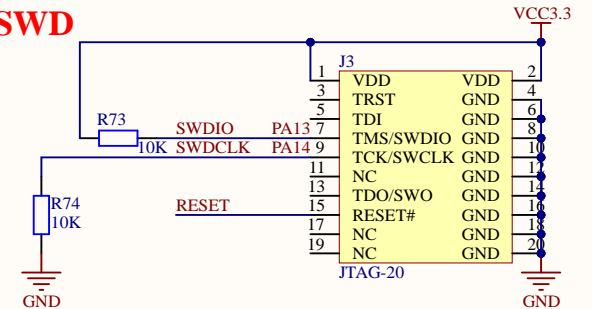 SWD
VCC3.3
J3
1 VDD VDD 2
3 TRST GND 4
5 TDI GND 6
R73
10K
SWDIO PA13 7 TMS/SWDIO GND 8
SWDCLK PA14 9 TCK/SWCLK GND 10
11 NC GND 12
13 TDO/SWO GND 14
R74
10K
RESET 15 RESET# GND 16
17 NC GND 18
19 NC GND 20
JTAG-20
GND
GND